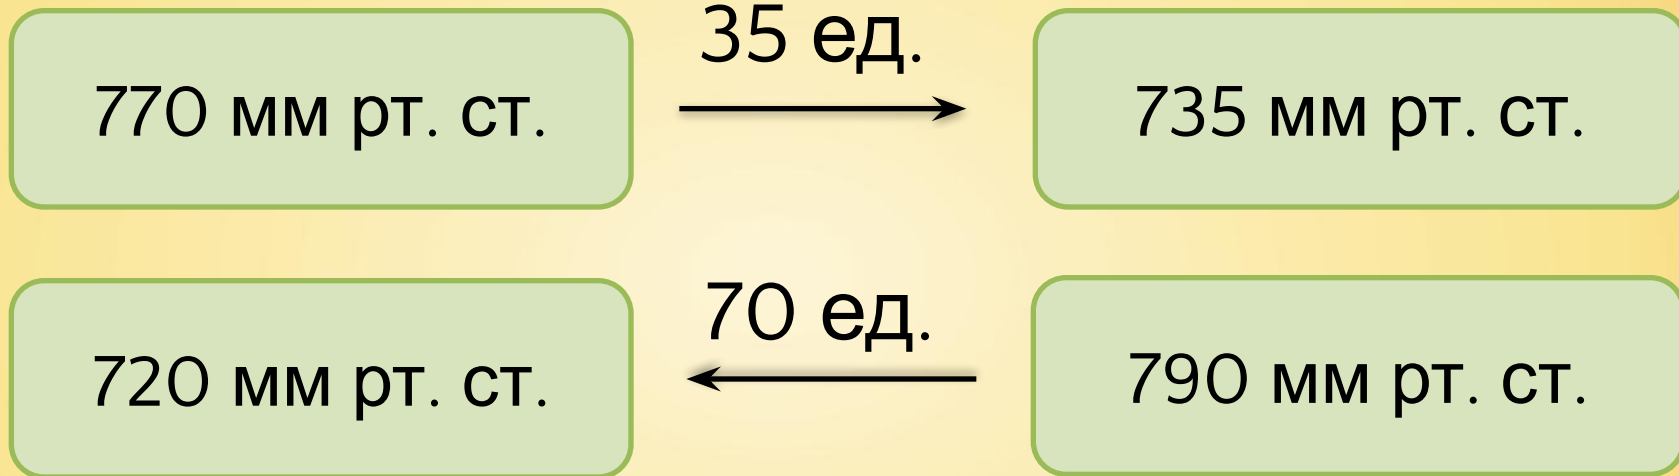 35 ед.
770 мм рт. ст.
735 мм рт. ст.
70 ед.
720 мм рт. ст.
790 мм рт. ст.